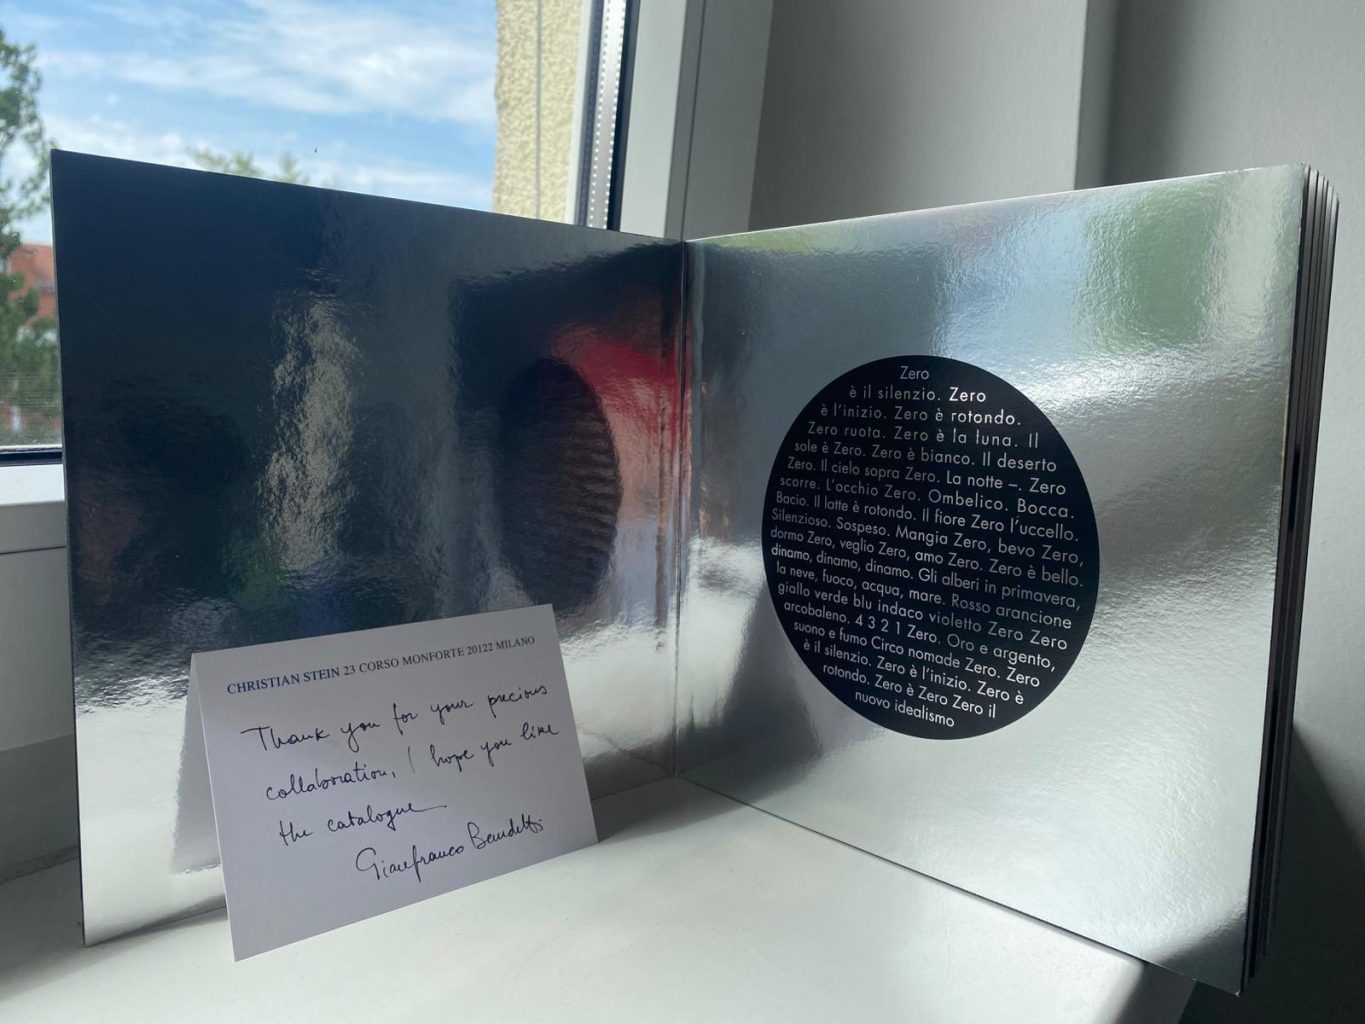 CHRISTIAN STEIN 23 CORSO MONFORTE 20122 MILANO
Thank you for your precious
collaboration, I hope you like
the catalogue
Gianfranco Benedetti
Zero
è il silenzio. Zero
è l'inizio. Zero è rotondo.
Zero ruota. Zero è la luna. Il
sole è Zero. Zero è bianco. Il deserto
Zero. Il cielo sopra Zero. La notte –. Zero
scorre. L'occhio Zero. Ombelico. Bocca.
Bacio. Il latte è rotondo. Il fiore Zero l'uccello.
Silenzioso. Sospeso. Mangia Zero, bevo Zero,
dormo Zero, veglio Zero, amo Zero. Zero è bello.
dinamo, dinamo, dinamo. Gli alberi in primavera,
la neve, fuoco, acqua, mare. Rosso arancione
giallo verde blu indaco violetto Zero Zero
arcobaleno. 4 3 2 1 Zero. Oro e argento,
suono e fumo Circo nomade Zero. Zero
è il silenzio. Zero è l'inizio. Zero è
rotondo. Zero è Zero Zero il
nuovo idealismo